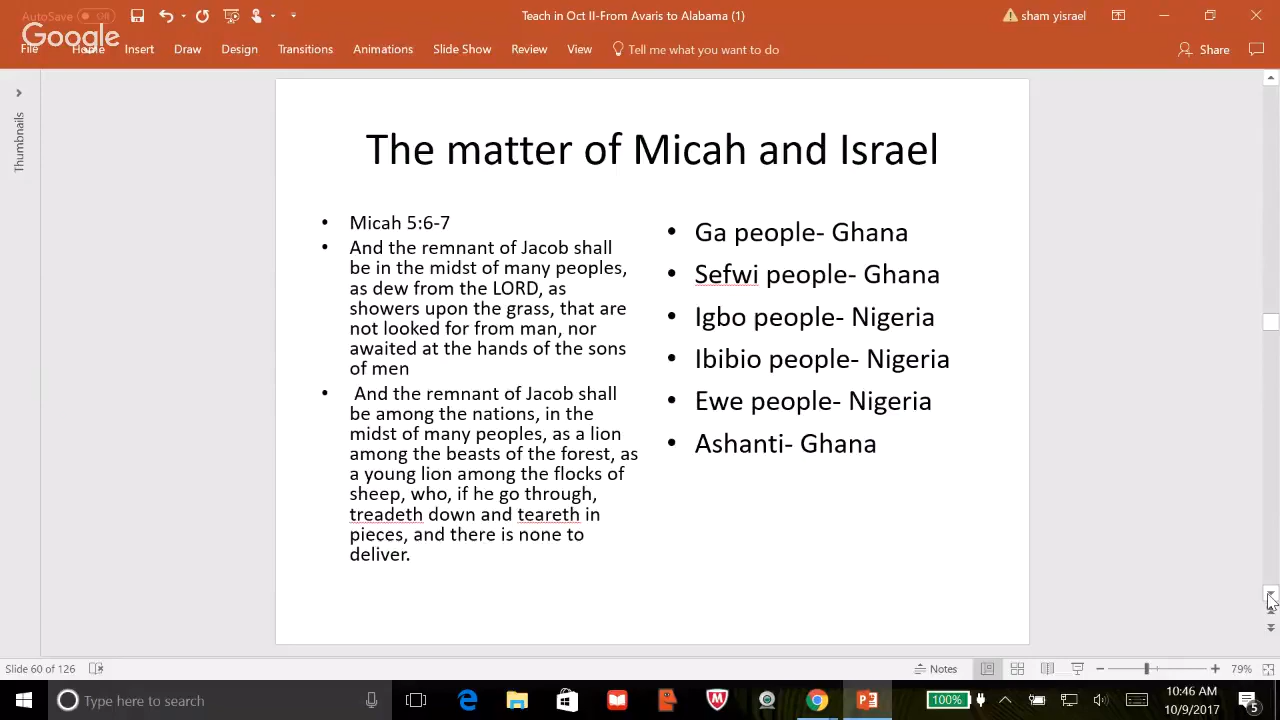 AutoSave Off
Teach in Oct II-From Avaris to Alabama (1)
sham yisrael
Google
File Home Insert Draw Design Transitions Animations Slide Show Review View Tell me what you want to do
Share
Thumbnails
The matter of Micah and Israel
• Micah 5:6-7
• And the remnant of Jacob shall
be in the midst of many peoples,
as dew from the LORD, as
showers upon the grass, that are
not looked for from man, nor
awaited at the hands of the sons
of men
• And the remnant of Jacob shall
be among the nations, in the
midst of many peoples, as a lion
among the beasts of the forest, as
a young lion among the flocks of
sheep, who, if he go through,
treadeth down and teareth in
pieces, and there is none to
deliver.
• Ga people- Ghana
• Sefwi people- Ghana
• Igbo people- Nigeria
• Ibibio people- Nigeria
• Ewe people- Nigeria
• Ashanti- Ghana
Slide 60 of 126
Notes
79%
Type here to search
100%
10:46 AM
10/9/2017
5